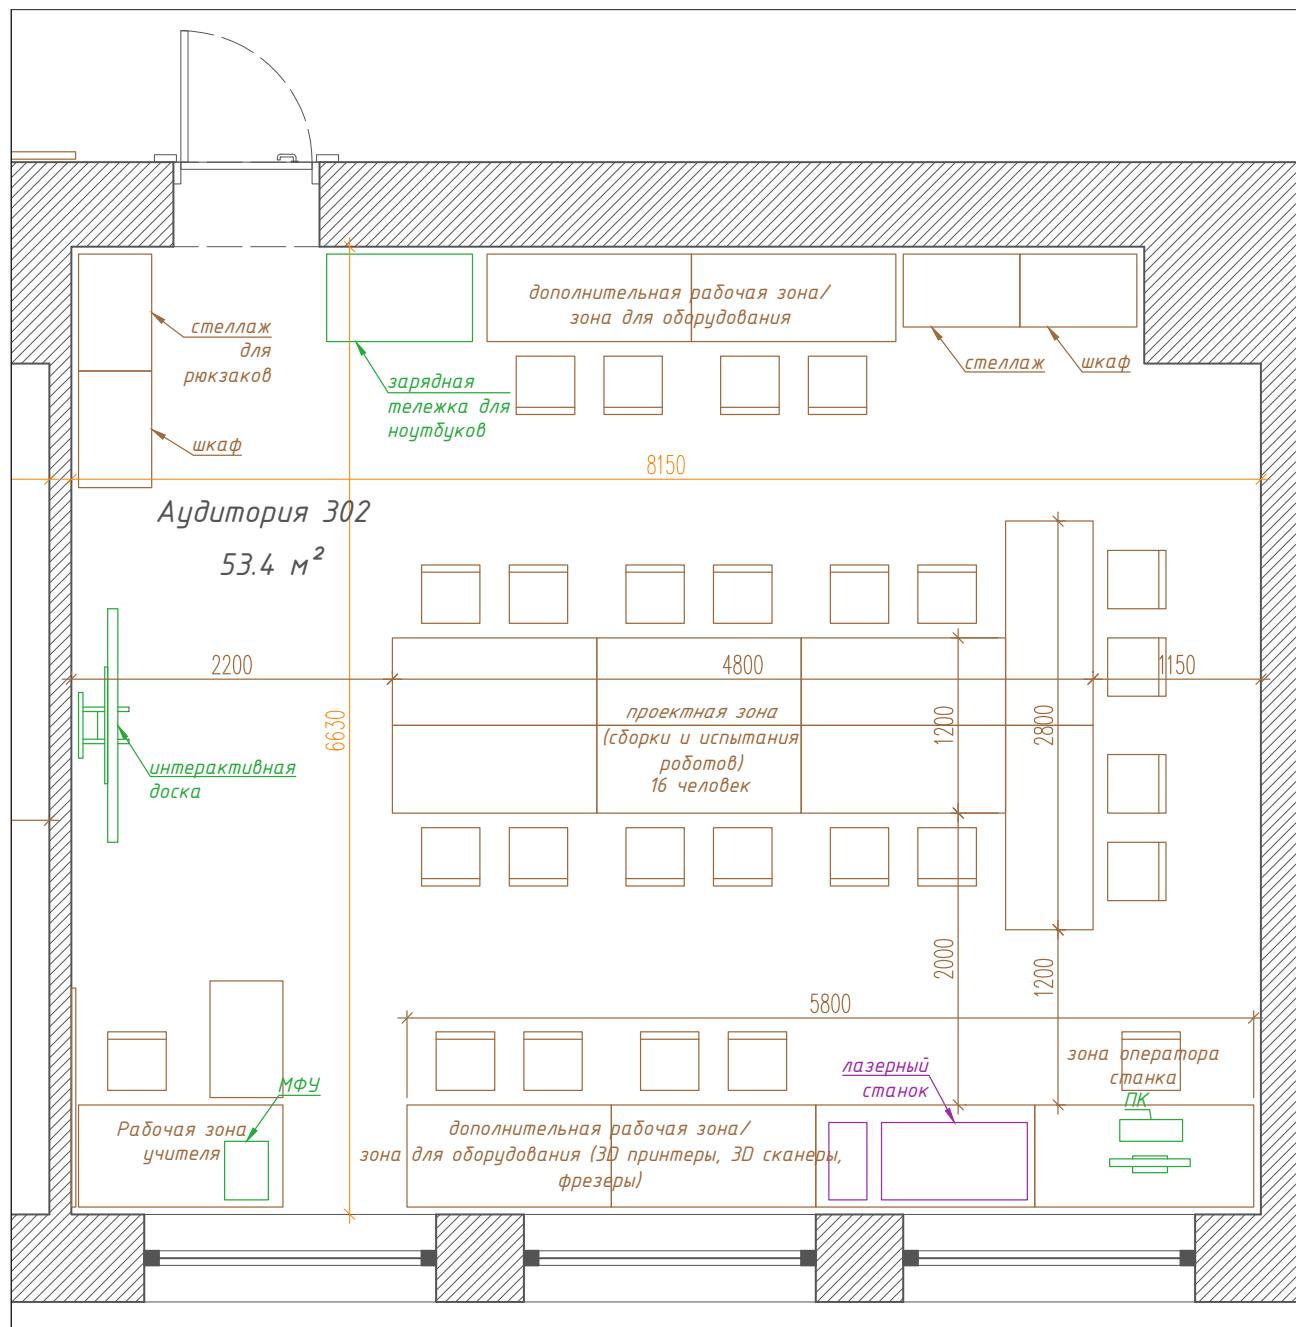 дополнительная рабочая зона/
зона для оборудования
стеллаж
для
рюкзаков
стеллаж
шкаф
зарядная
тележка для
ноутбуков
шкаф
8150
Аудитория 302
53.4 м²
2200
4800
1150
проектная зона
(сборки и испытания
роботов)
16 человек
1200
2800
6630
интерактивная
доска
2000
1200
5800
зона оператора
станка
лазерный
станок
МФУ
ПК
Рабочая зона
учителя
дополнительная рабочая зона/
зона для оборудования (3D принтеры, 3D сканеры,
фрезеры)